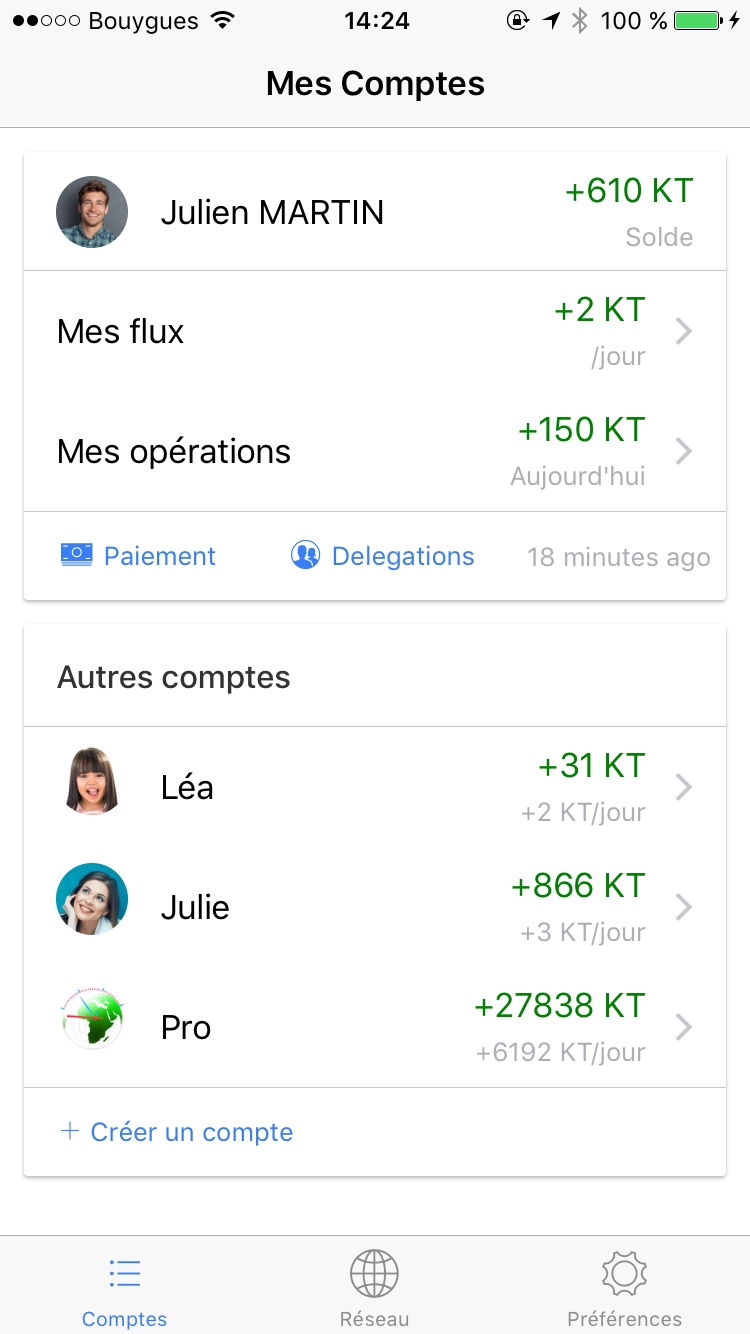 Bouygues 14:24 100 %
Mes Comptes
Julien MARTIN
+610 KT
Solde
Mes flux
+2 KT
/jour
Mes opérations
+150 KT
Aujourd'hui
Paiement
Delegations
18 minutes ago
Autres comptes
Léa
+31 KT
+2 KT/jour
Julie
+866 KT
+3 KT/jour
Pro
+27838 KT
+6192 KT/jour
+ Créer un compte
Comptes
Réseau
Préférences